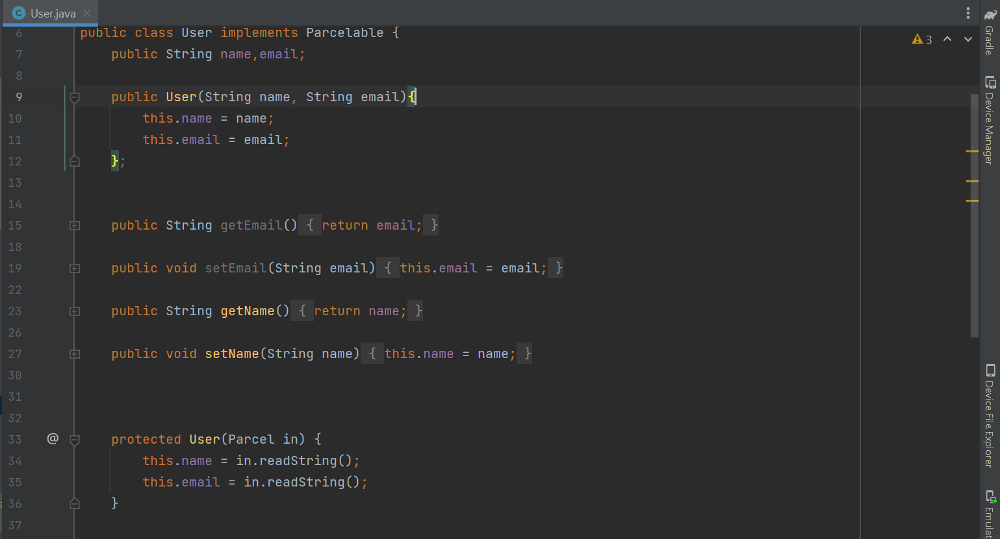 User.java
6 public class User implements Parcelable {
7 public String name,email;
8
9 public User(String name, String email){
10 this.name = name;
11 this.email = email;
12 };
13
14
15 public String getEmail() { return email; }
18
19 public void setEmail(String email) { this.email = email; }
22
23 public String getName() { return name; }
26
27 public void setName(String name) { this.name = name; }
30
31
32
33 @ protected User(Parcel in) {
34 this.name = in.readString();
35 this.email = in.readString();
36 }
37
3
Gradle
Device Manager
Device File Explorer
Emulat